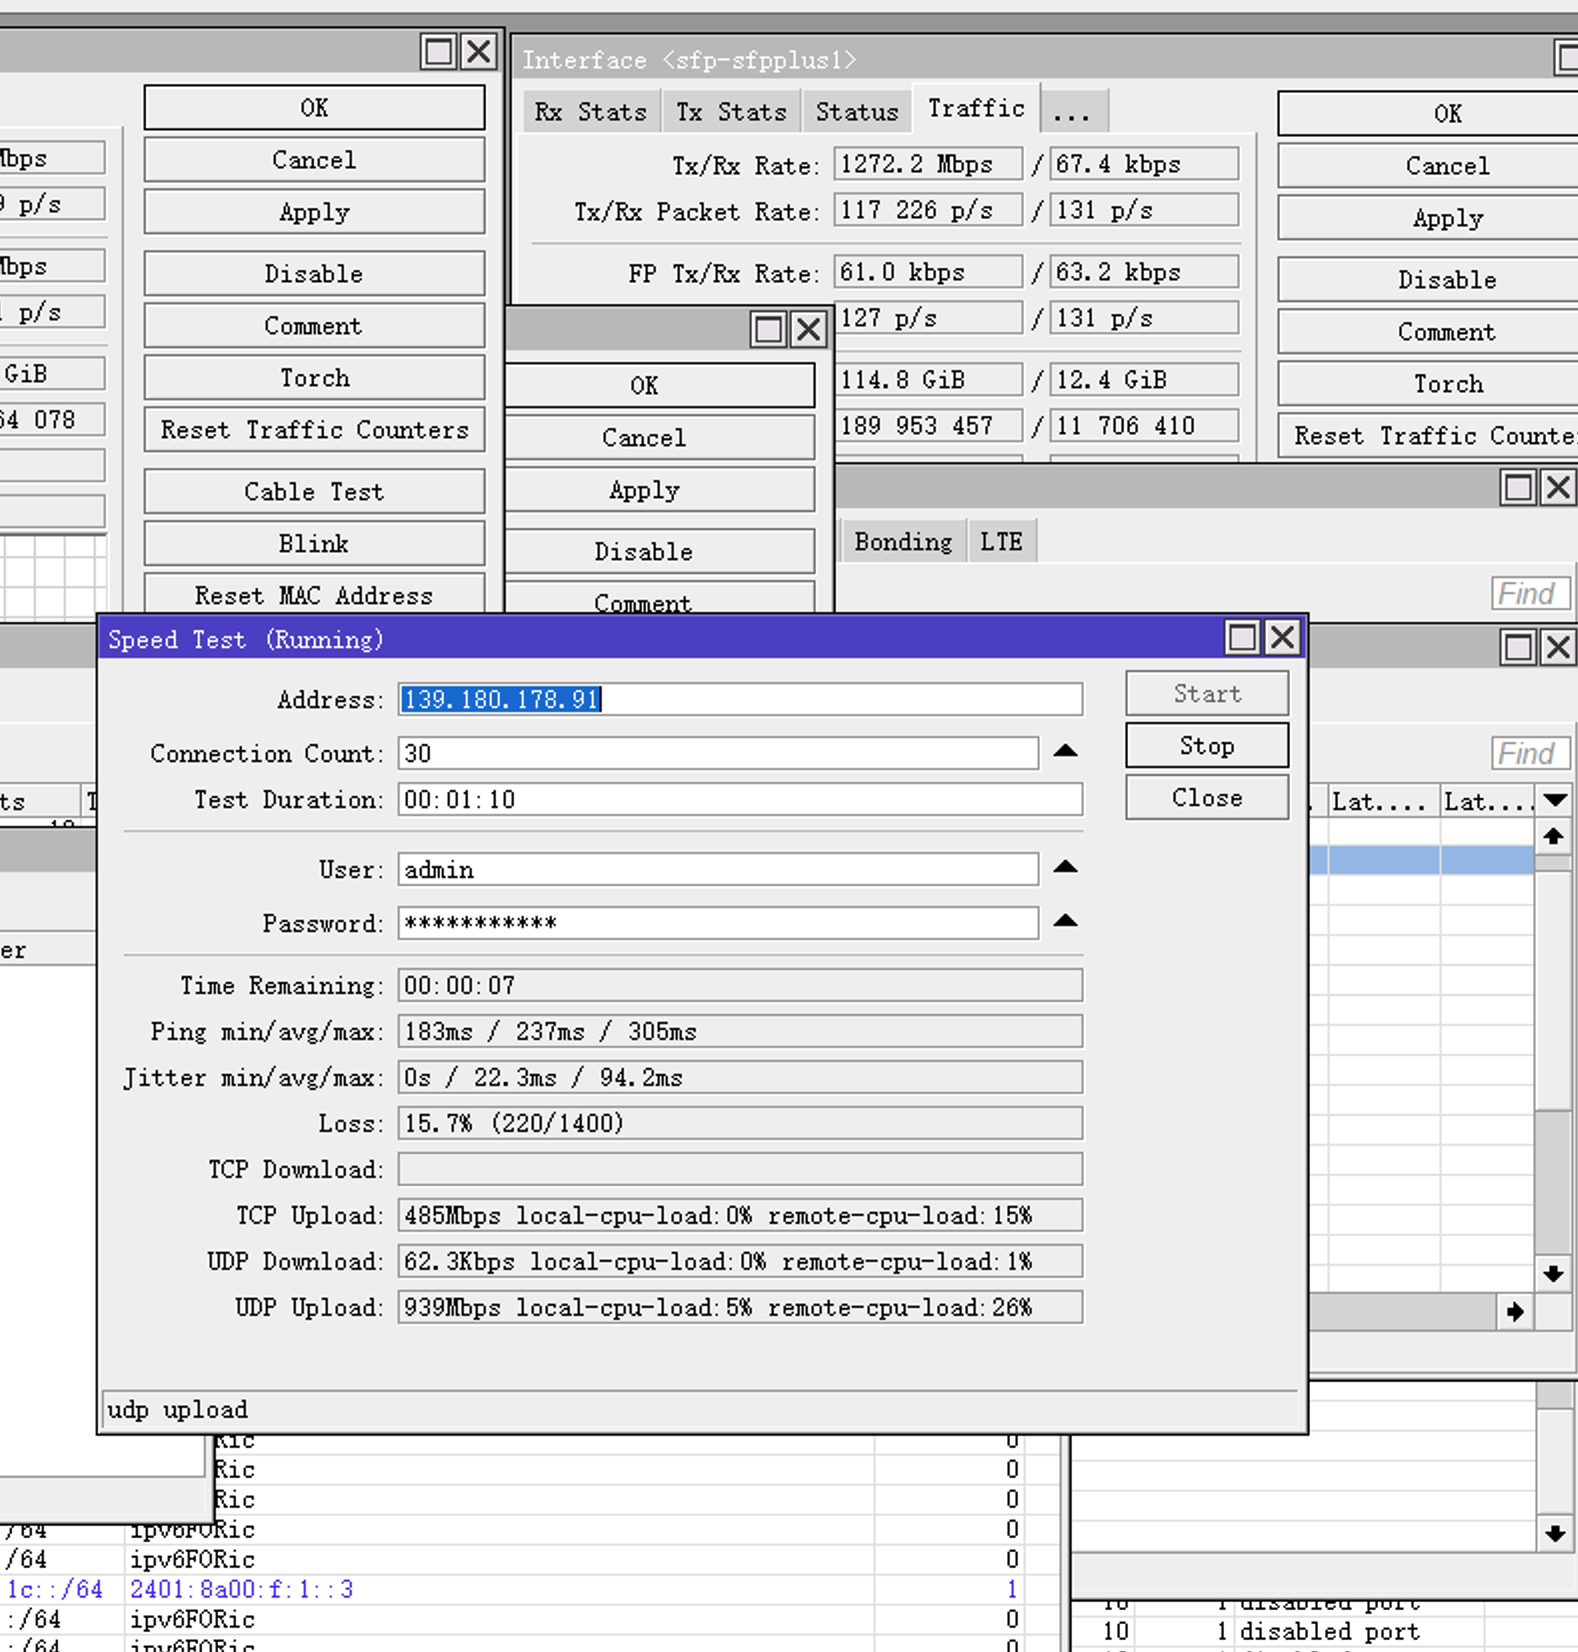 OK
Cancel
Apply
Disable
Comment
Torch
Reset Traffic Counters
Cable Test
Blink
Reset MAC Address
Mbps
p/s
Mbps
p/s
GiB
64 078
Interface <sfp-sfpplus1>
Rx Stats Tx Stats Status Traffic ...
Tx/Rx Rate: 1272.2 Mbps / 67.4 kbps
Tx/Rx Packet Rate: 117 226 p/s / 131 p/s
FP Tx/Rx Rate: 61.0 kbps / 63.2 kbps
127 p/s / 131 p/s
114.8 GiB / 12.4 GiB
189 953 457 / 11 706 410
OK
Cancel
Apply
Disable
Comment
Torch
Reset Traffic Counte
OK
Cancel
Apply
Disable
Comment
Bonding LTE
Find
Find
Lat.... Lat....
ts
er
Speed Test (Running)
Address: 139.180.178.91
Connection Count: 30
Test Duration: 00:01:10
User: admin
Password: ***********
Time Remaining: 00:00:07
Ping min/avg/max: 183ms / 237ms / 305ms
Jitter min/avg/max: 0s / 22.3ms / 94.2ms
Loss: 15.7% (220/1400)
TCP Download:
TCP Upload: 485Mbps local-cpu-load:0% remote-cpu-load:15%
UDP Download: 62.3Kbps local-cpu-load:0% remote-cpu-load:1%
UDP Upload: 939Mbps local-cpu-load:5% remote-cpu-load:26%
Start
Stop
Close
udp upload
Ric 0
Ric 0
Ric 0
/64 ipv6FORic 0
/64 ipv6FORic 0
1c::/64 2401:8a00:f:1::3 1
:/64 ipv6FORic 0
:/64 ipv6FORic 0
10 1 disabled port
10 1 disabled port